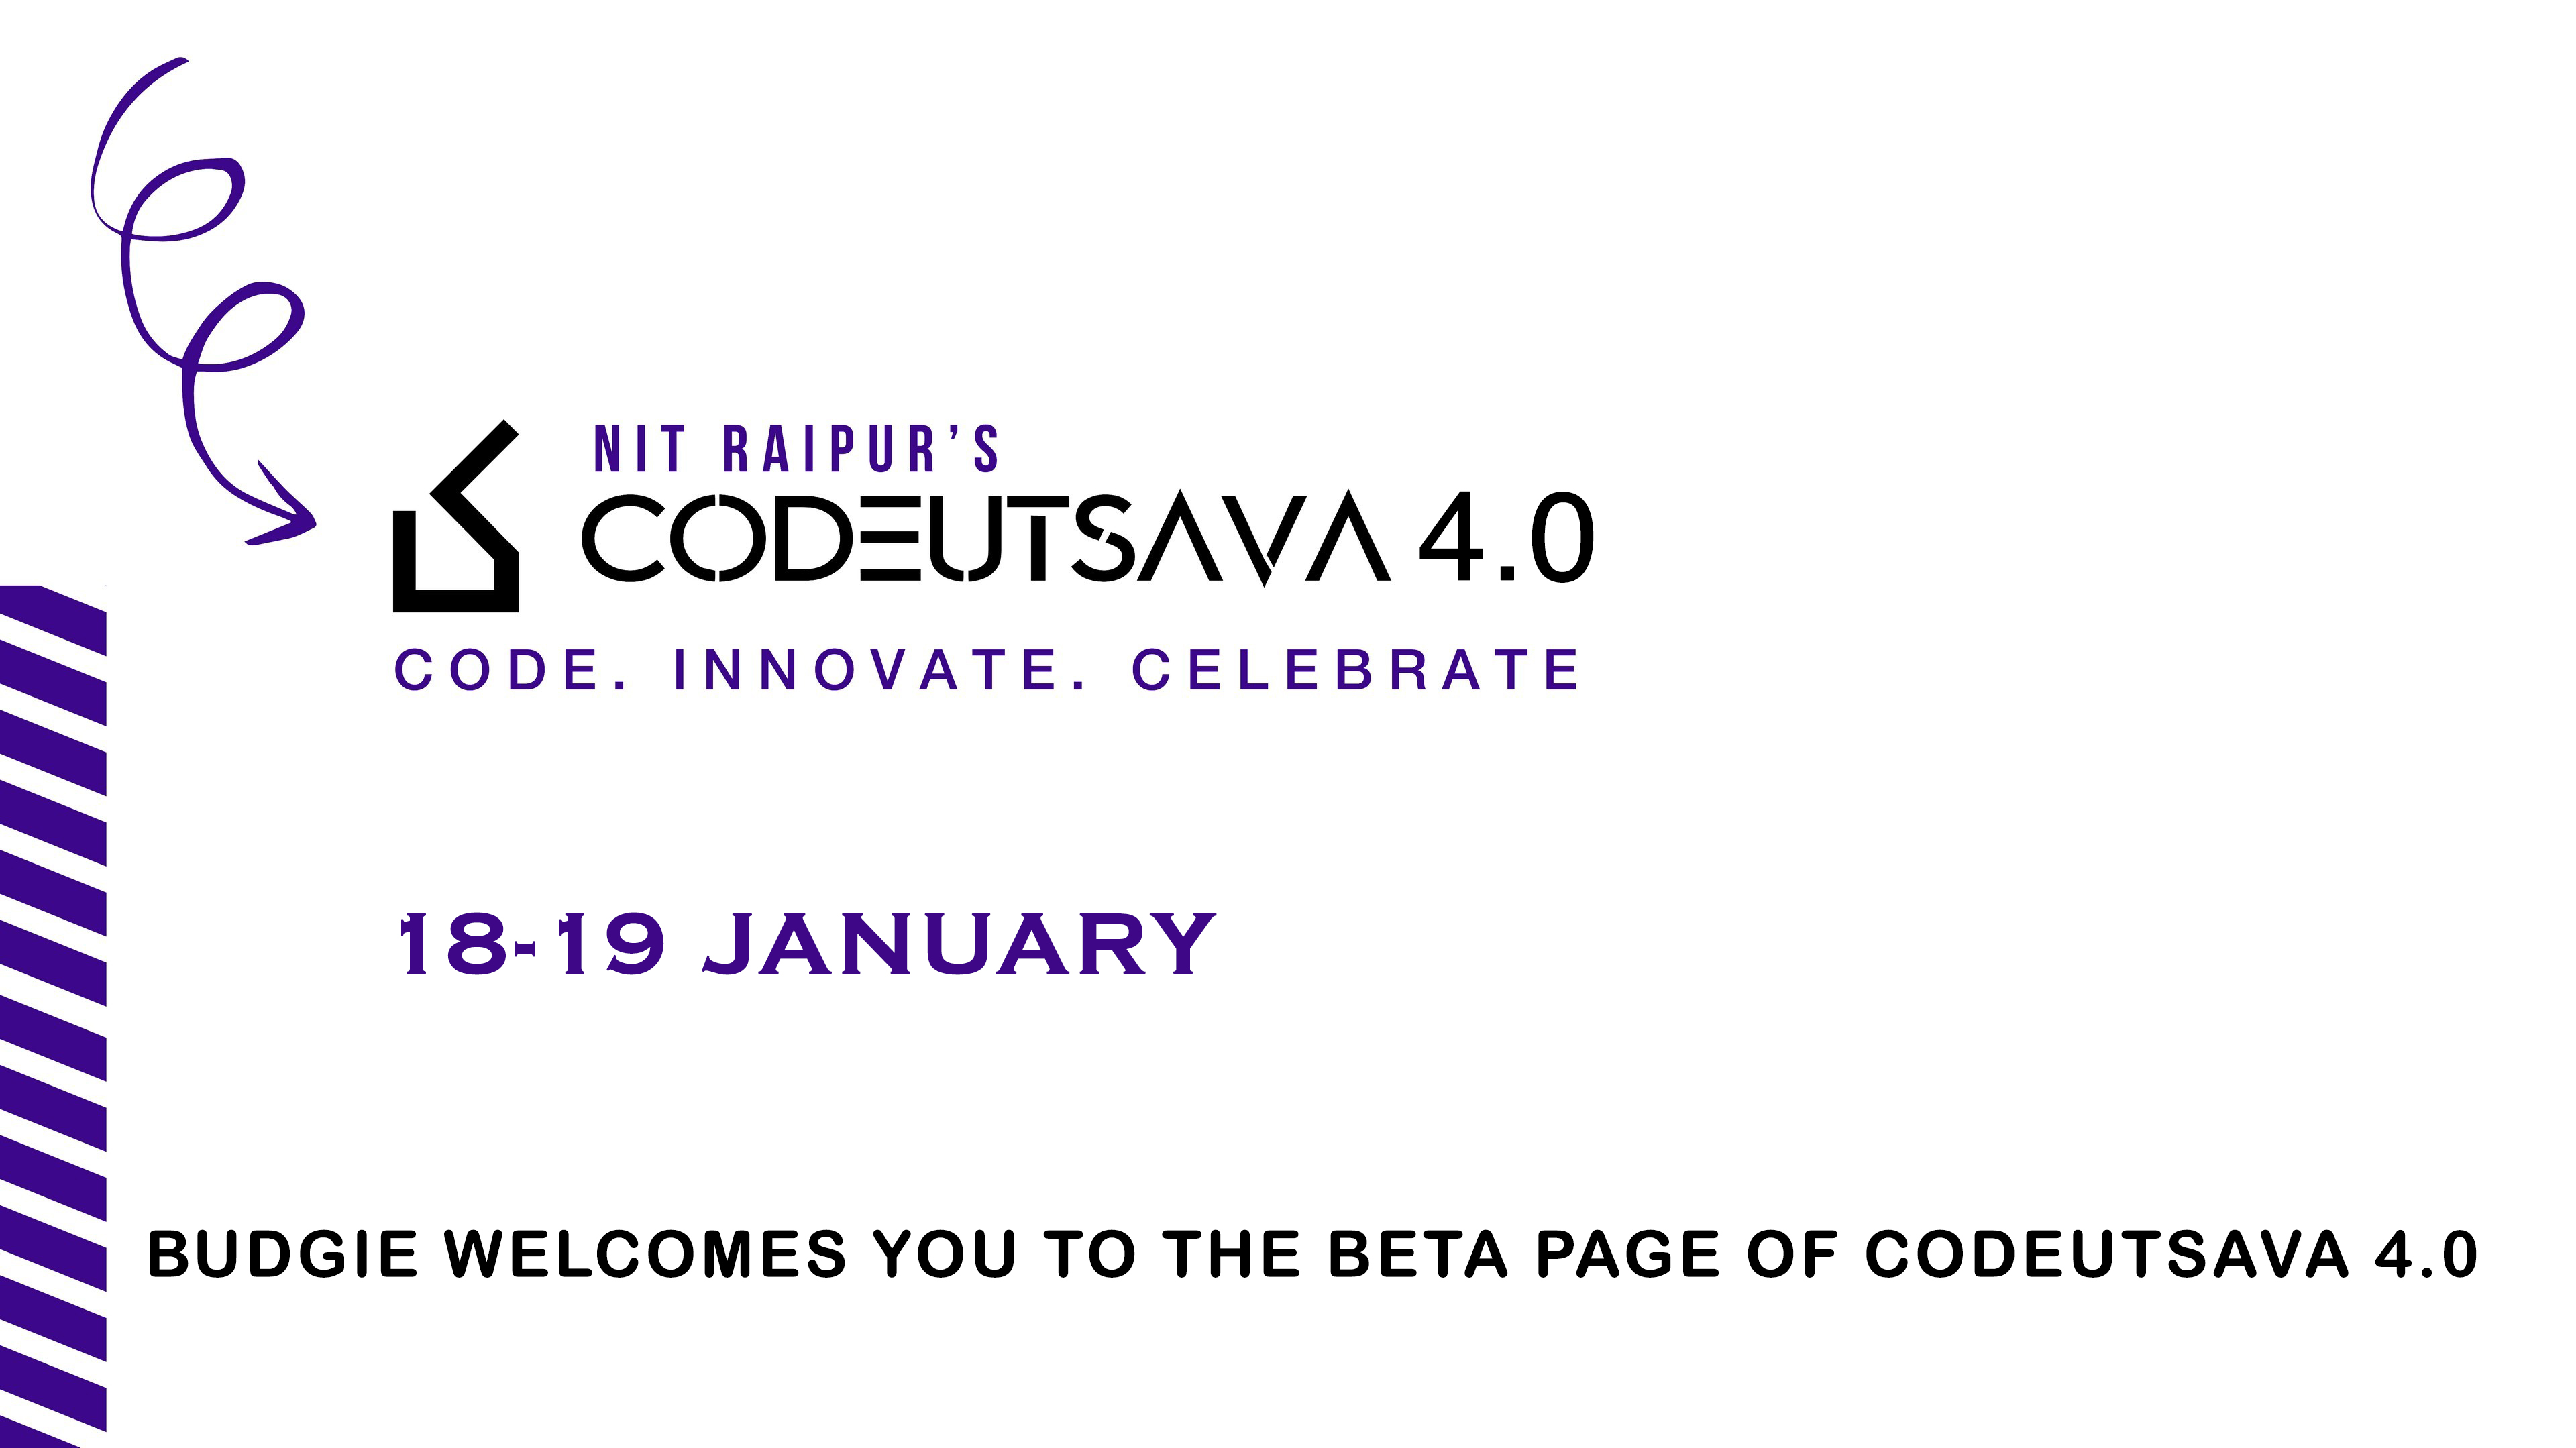 NIT RAIPUR’S
CODEUTSAVA 4.0
CODE. INNOVATE. CELEBRATE
18-19 JANUARY
BUDGIE WELCOMES YOU TO THE BETA PAGE OF CODEUTSAVA 4.0